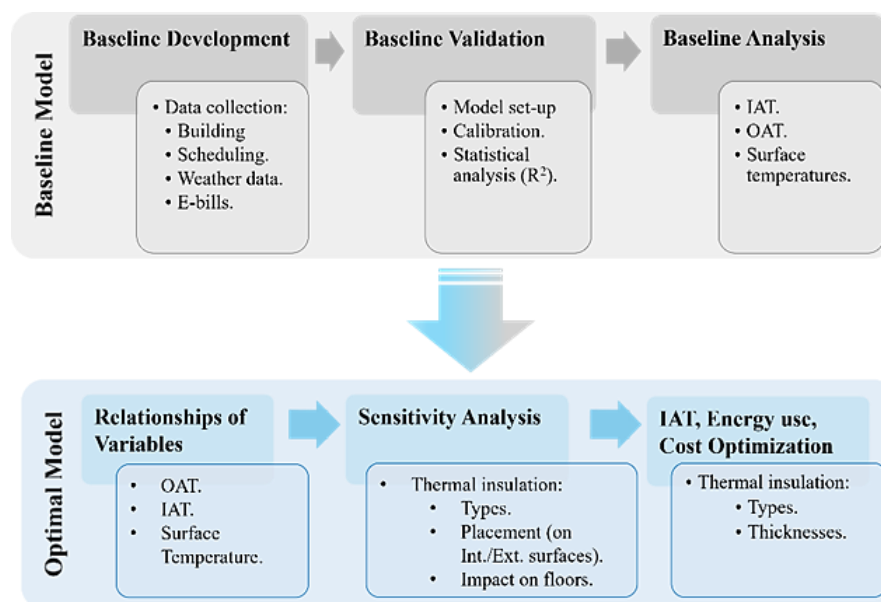 Baseline Model
Baseline Development
• Data collection:
• Building
• Scheduling.
• Weather data.
• E-bills.
Baseline Validation
• Model set-up
• Calibration.
• Statistical
analysis (R²).
Baseline Analysis
• IAT.
• OAT.
• Surface
temperatures.
Optimal Model
Relationships of
Variables
• OAT.
• IAT.
• Surface
Temperature.
Sensitivity Analysis
• Thermal insulation:
• Types.
• Placement (on
Int./Ext. surfaces).
• Impact on floors.
IAT, Energy use,
Cost Optimization
• Thermal insulation:
• Types.
• Thicknesses.